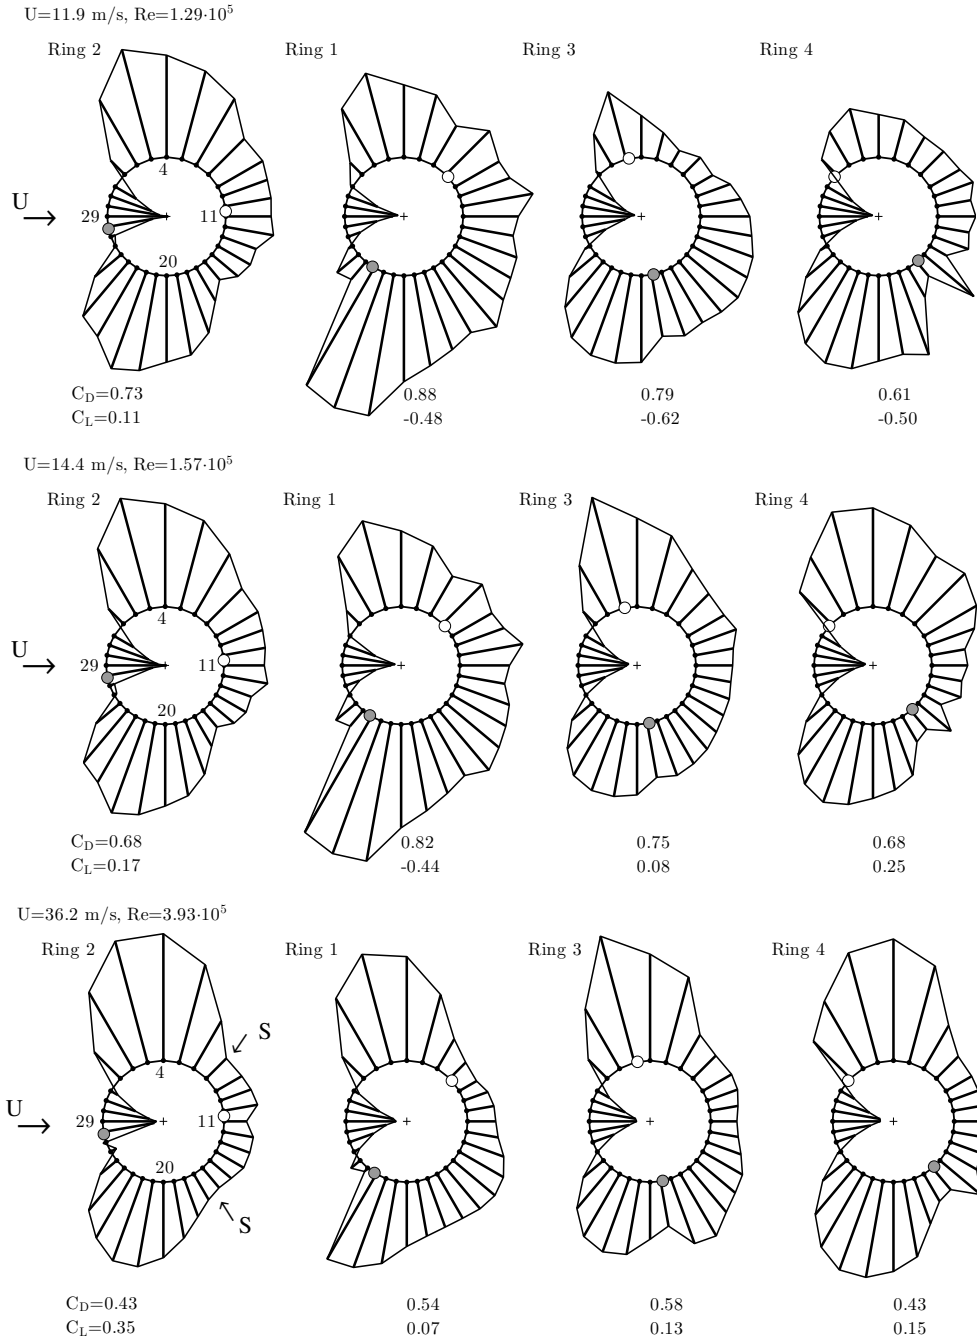 U=11.9 m/s, Re=1.29·10⁵
Ring 2 Ring 1 Ring 3 Ring 4
4
U
29 11
20
C_D=0.73 0.88 0.79 0.61
C_L=0.11 -0.48 -0.62 -0.50
U=14.4 m/s, Re=1.57·10⁵
Ring 2 Ring 1 Ring 3 Ring 4
4
U
29 11
20
C_D=0.68 0.82 0.75 0.68
C_L=0.17 -0.44 0.08 0.25
U=36.2 m/s, Re=3.93·10⁵
Ring 2 Ring 1 Ring 3 Ring 4
S
4
U
29 11
20
S
C_D=0.43 0.54 0.58 0.43
C_L=0.35 0.07 0.13 0.15